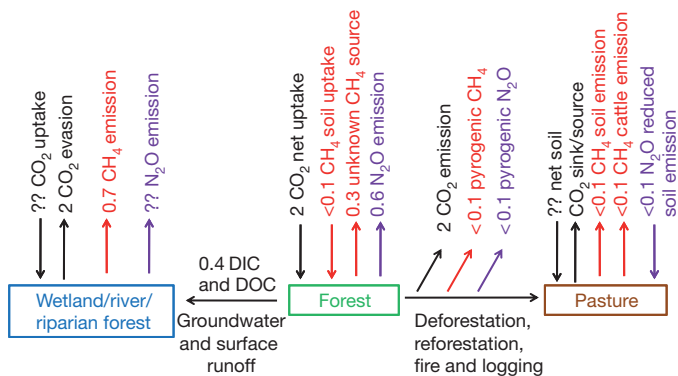 ?? CO₂ uptake
2 CO₂ evasion
0.7 CH₄ emission
?? N₂O emission
2 CO₂ net uptake
<0.1 CH₄ soil uptake
0.3 unknown CH₄ source
0.6 N₂O emission
2 CO₂ emission
<0.1 pyrogenic CH₄
<0.1 pyrogenic N₂O
?? net soil
CO₂ sink/source
<0.1 CH₄ soil emission
<0.1 CH₄ cattle emission
<0.1 N₂O reduced
soil emission
Wetland/river/
riparian forest
0.4 DIC
and DOC
Groundwater
and surface
runoff
Forest
Deforestation,
reforestation,
fire and logging
Pasture